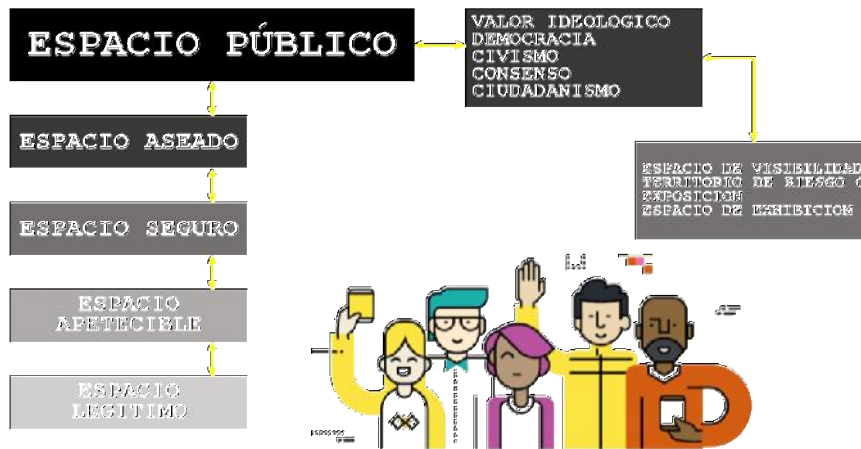 ESPACIO PÚBLICO
VALOR IDEOLOGICO
DEMOCRACIA
CIVISMO
CONSENSO
CIUDADANISMO
ESPACIO ASEADO
ESPACIO DE VISIBILIDAD
TERRITORIO DE RIESGO O
EXPOSICION
ESPACIO DE EXHIBICION
ESPACIO SEGURO
ESPACIO
APETECIBLE
ESPACIO
LEGITIMO